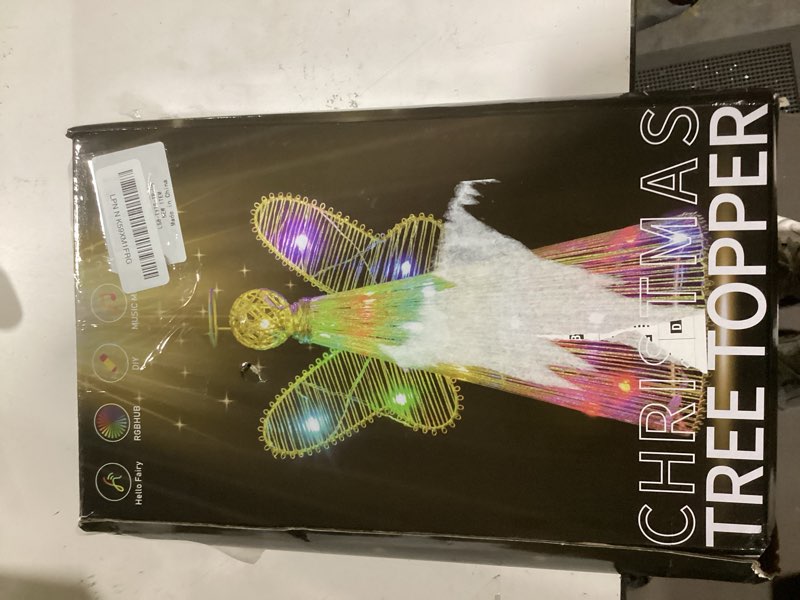 CHRISTMAS
TREE TOPPER
Hello Fairy
RGBHUB
DIY
MUSIC M
Made in China
D